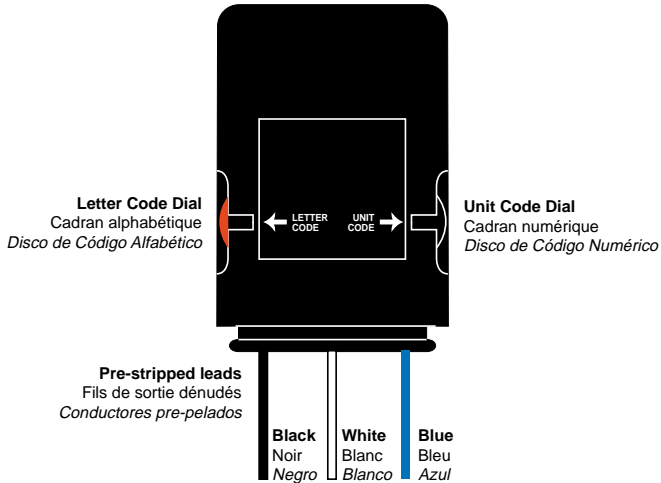 Letter Code Dial
Cadran alphabétique
Disco de Código Alfabético
LETTER
CODE
UNIT
CODE
Unit Code Dial
Cadran numérique
Disco de Código Numérico
Pre-stripped leads
Fils de sortie dénudés
Conductores pre-pelados
Black
Noir
Negro
White
Blanc
Blanco
Blue
Bleu
Azul